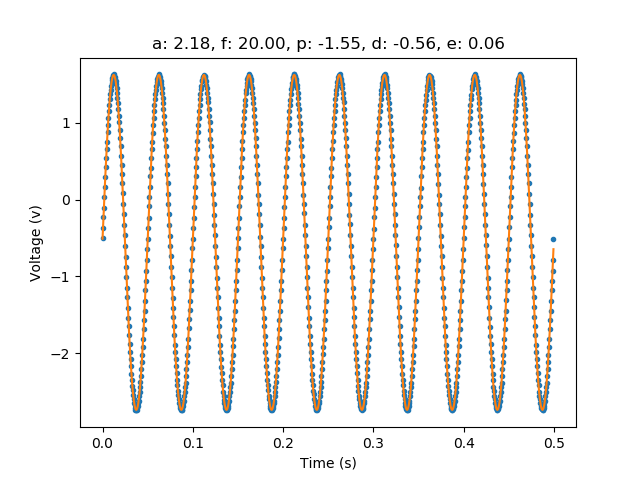 a: 2.18, f: 20.00, p: -1.55, d: -0.56, e: 0.06
1
0
−1
−2
Voltage (v)
0.0 0.1 0.2 0.3 0.4 0.5
Time (s)